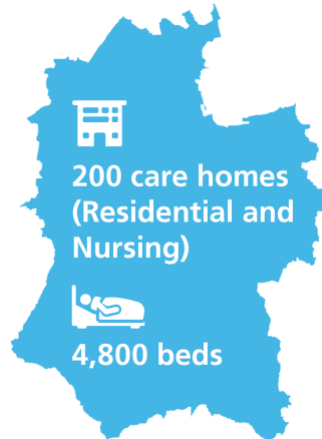 200 care homes
(Residential and
Nursing)
4,800 beds